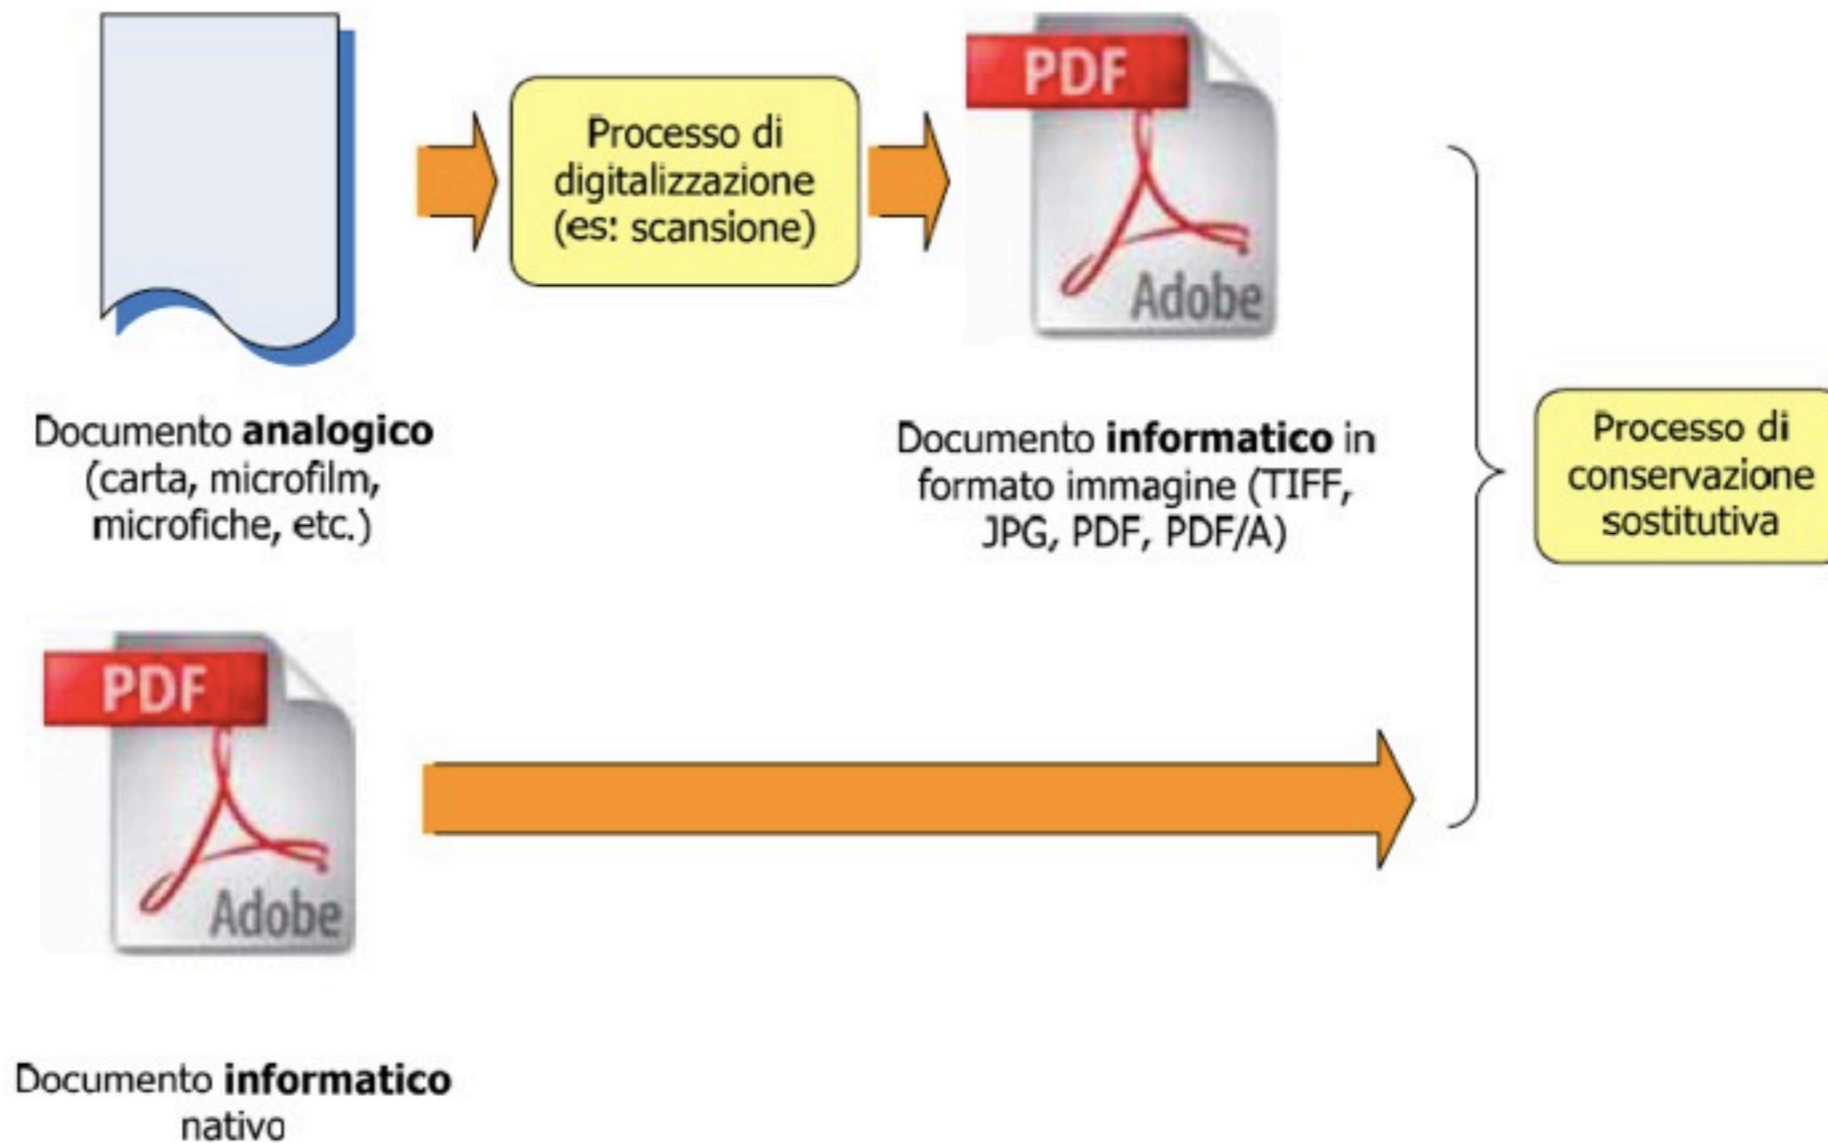 PDF
Adobe
Processo di
digitalizzazione
(es: scansione)
Documento analogico
(carta, microfilm,
microfiche, etc.)
Documento informatico in
formato immagine (TIFF,
JPG, PDF, PDF/A)
Processo di
conservazione
sostitutiva
PDF
Adobe
Documento informatico
nativo